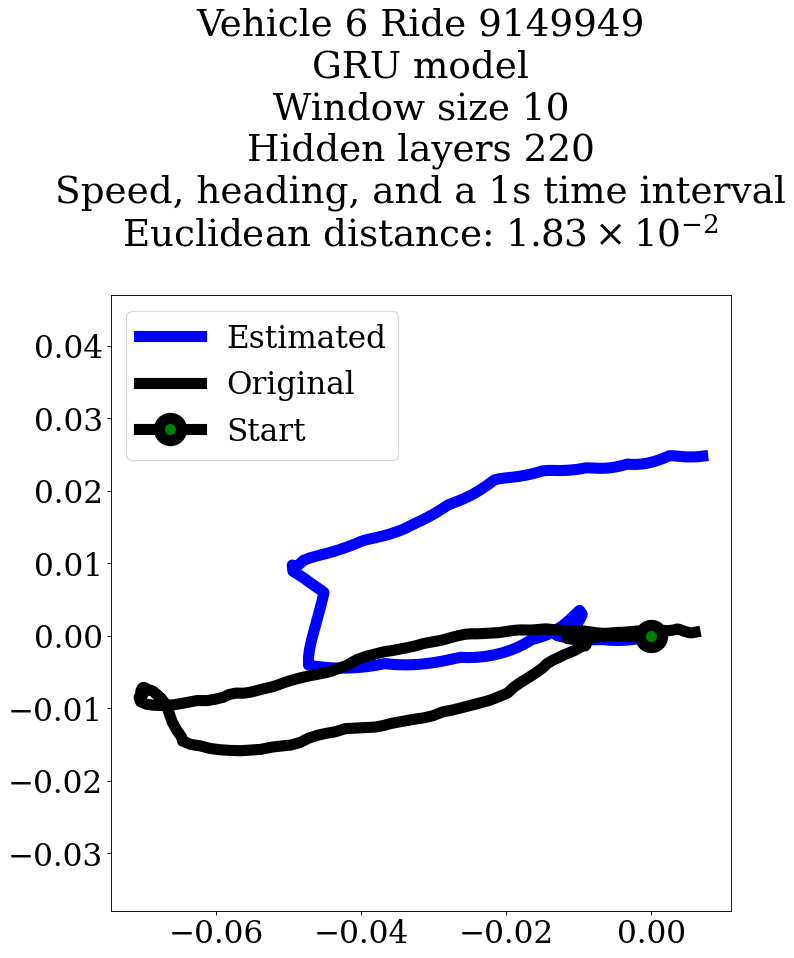 Vehicle 6 Ride 9149949
GRU model
Window size 10
Hidden layers 220
Speed, heading, and a 1s time interval
Euclidean distance: 1.83 × 10⁻²
Estimated
Original
Start
0.04
0.03
0.02
0.01
0.00
−0.01
−0.02
−0.03
−0.06 −0.04 −0.02 0.00